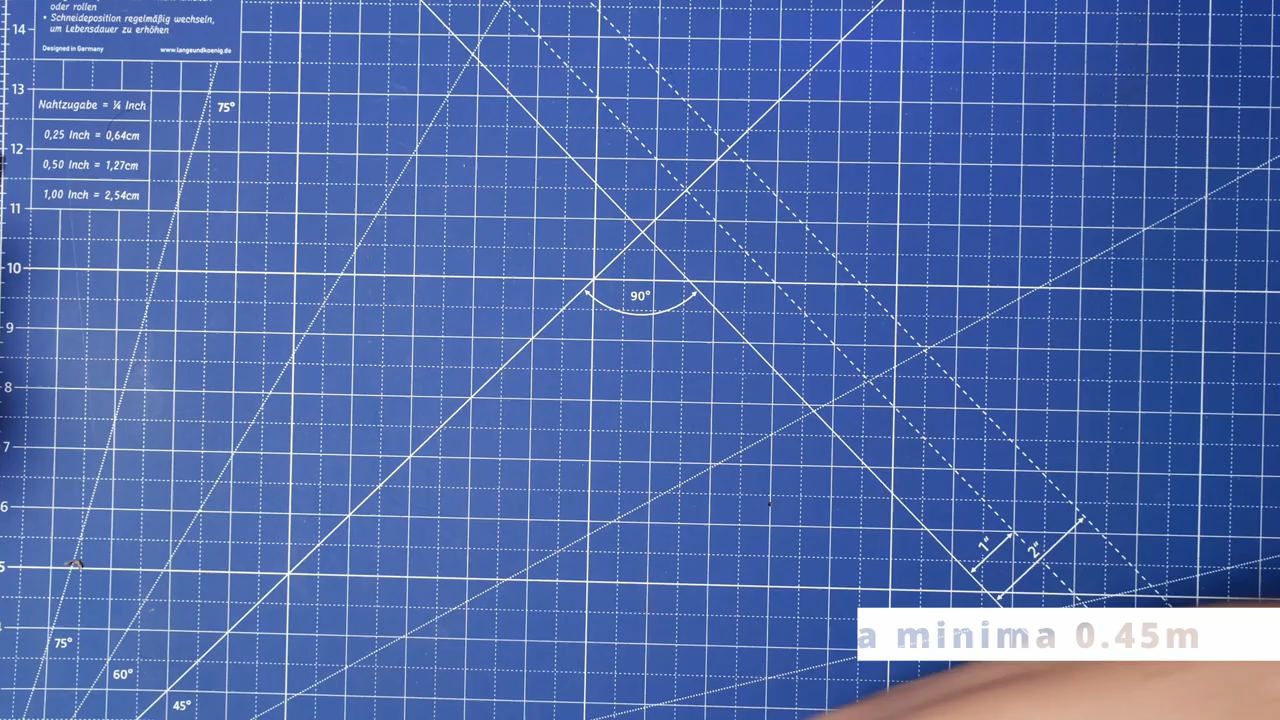 oder rollen
• Schneideposition regelmäßig wechseln,
um Lebensdauer zu erhöhen
Designed in Germany www.langeundkoenig.de
14
13
Nahtzugabe = ¼ Inch
75°
0,25 Inch = 0,64cm
12
0,50 Inch = 1,27cm
1,00 Inch = 2,54cm
11
10
90°
9
8
7
6
5
1"
2"
4
a minima 0.45m
75°
60°
45°